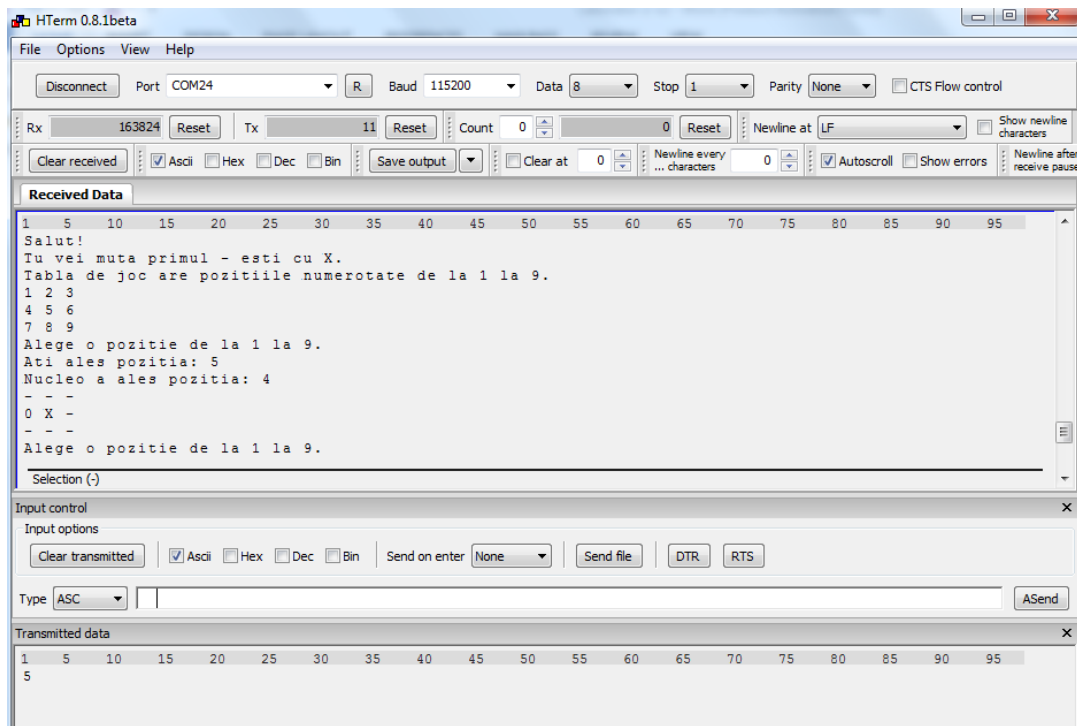 HTerm 0.8.1beta
File Options View Help
Disconnect Port COM24 R Baud 115200 Data 8 Stop 1 Parity None CTS Flow control
Rx 163824 Reset Tx 11 Reset Count 0 0 Reset Newline at LF Show newline characters
Clear received Ascii Hex Dec Bin Save output Clear at 0 Newline every ... characters 0 Autoscroll Show errors Newline after receive pause
Received Data
1 5 10 15 20 25 30 35 40 45 50 55 60 65 70 75 80 85 90 95
Salut!
Tu vei muta primul - esti cu X.
Tabla de joc are pozitiile numerotate de la 1 la 9.
1 2 3
4 5 6
7 8 9
Alege o pozitie de la 1 la 9.
Ati ales pozitia: 5
Nucleo a ales pozitia: 4
- - -
0 X -
- - -
Alege o pozitie de la 1 la 9.
Selection (-)
Input control
Input options
Clear transmitted Ascii Hex Dec Bin Send on enter None Send file DTR RTS
Type ASC ASend
Transmitted data
1 5 10 15 20 25 30 35 40 45 50 55 60 65 70 75 80 85 90 95
5